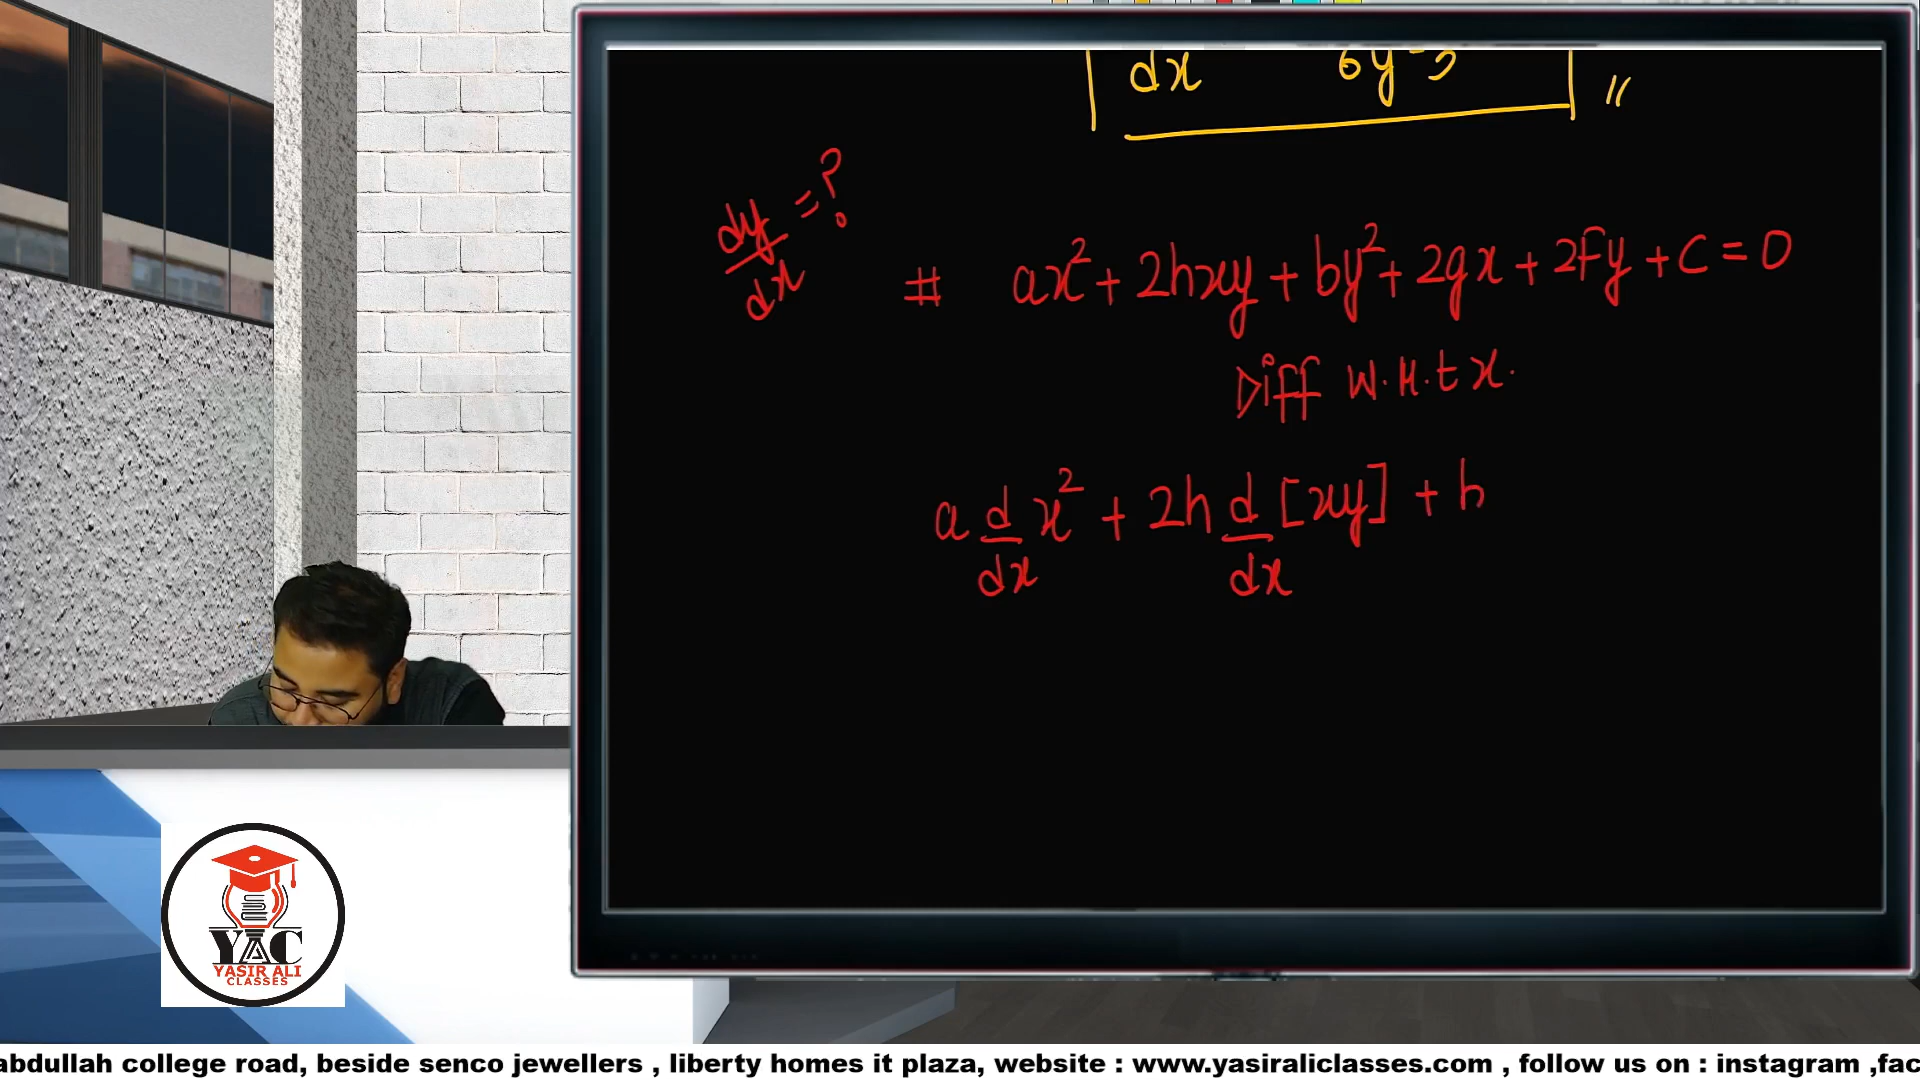 dx 6y-5 "
dy/dx = ?
# ax² + 2hxy + by² + 2gx + 2fy + c = 0
Diff w.r.t x.
a d/dx x² + 2h d/dx [xy] + b
YAC
YASIR ALI
CLASSES
abdullah college road, beside senco jewellers , liberty homes it plaza, website : www.yasiraliclasses.com , follow us on : instagram ,fac